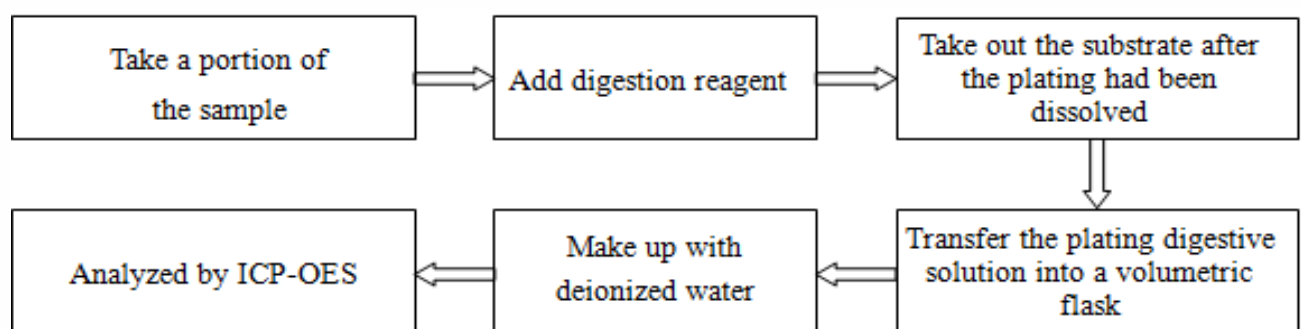 Take a portion of
the sample
Add digestion reagent
Take out the substrate after
the plating had been
dissolved
Transfer the plating digestive
solution into a volumetric
flask
Make up with
deionized water
Analyzed by ICP-OES